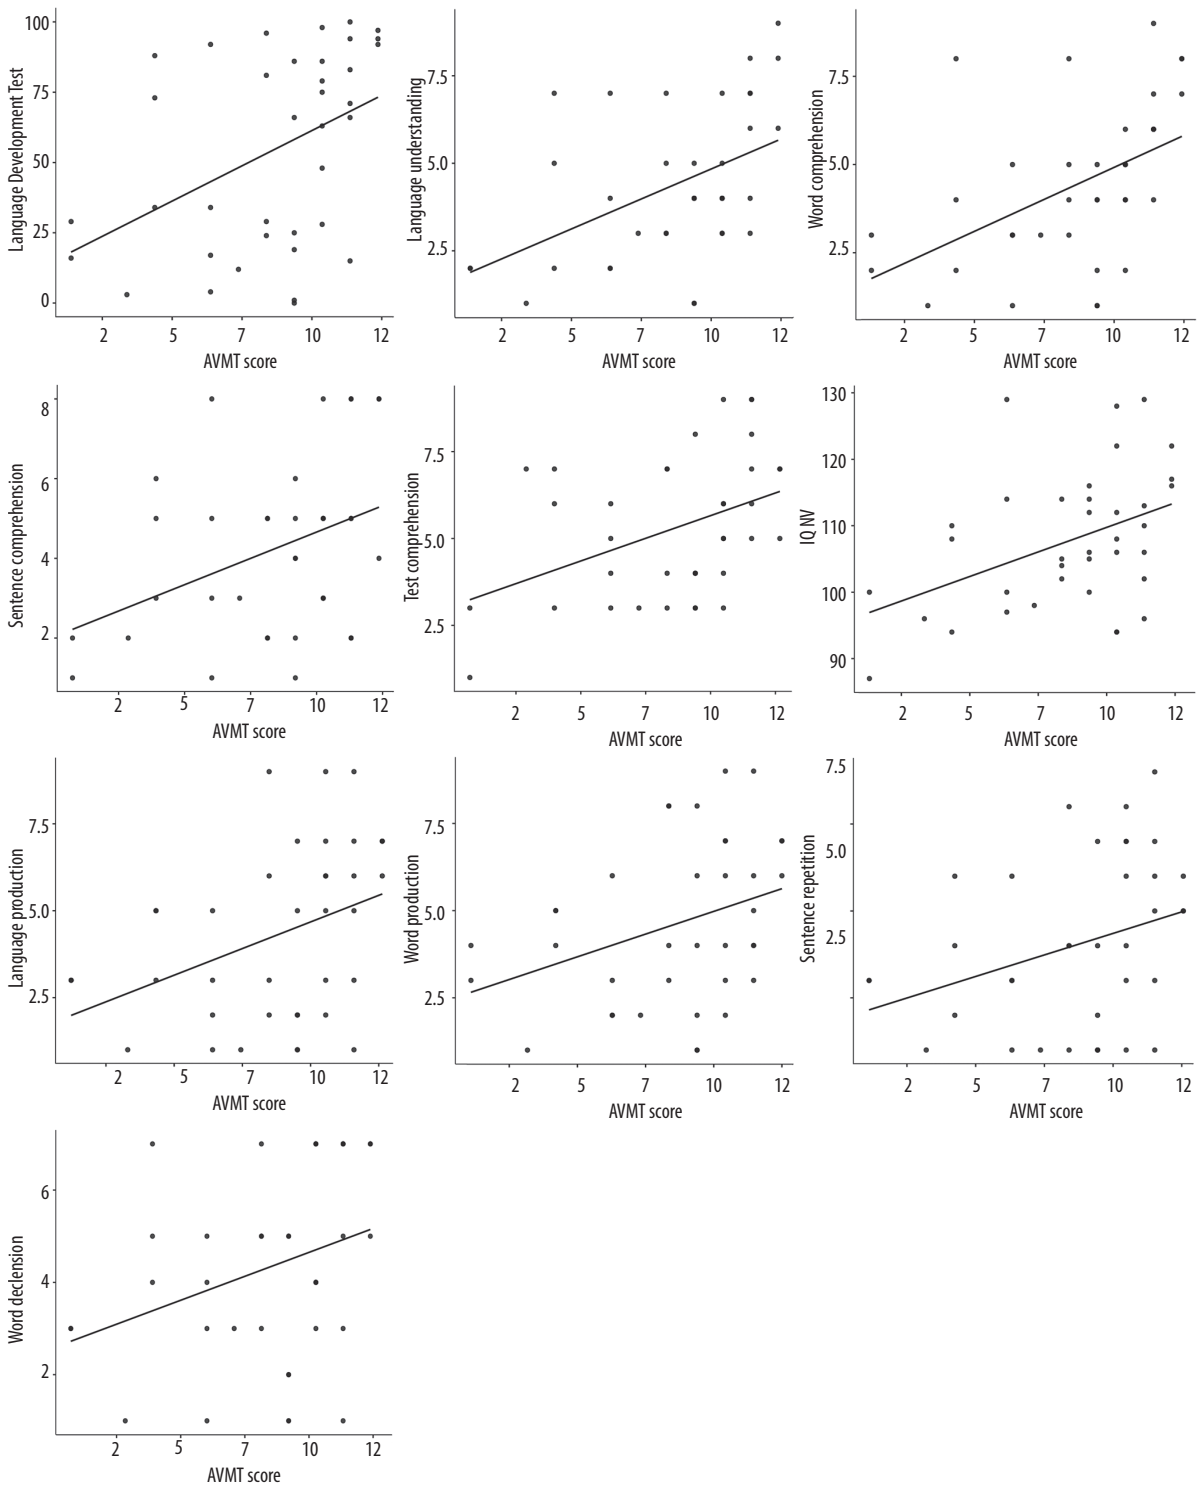 Language Development Test
100
75
50
25
0
2 5 7 10 12
AVMT score
Language understanding
7.5
5.0
2.5
2 5 7 10 12
AVMT score
Word comprehension
7.5
5.0
2.5
2 5 7 10 12
AVMT score
Sentence comprehension
8
6
4
2
2 5 7 10 12
AVMT score
Test comprehension
7.5
5.0
2.5
2 5 7 10 12
AVMT score
IQ NV
130
120
110
100
90
2 5 7 10 12
AVMT score
Language production
7.5
5.0
2.5
2 5 7 10 12
AVMT score
Word production
7.5
5.0
2.5
2 5 7 10 12
AVMT score
Sentence repetition
7.5
5.0
2.5
2 5 7 10 12
AVMT score
Word declension
6
4
2
2 5 7 10 12
AVMT score